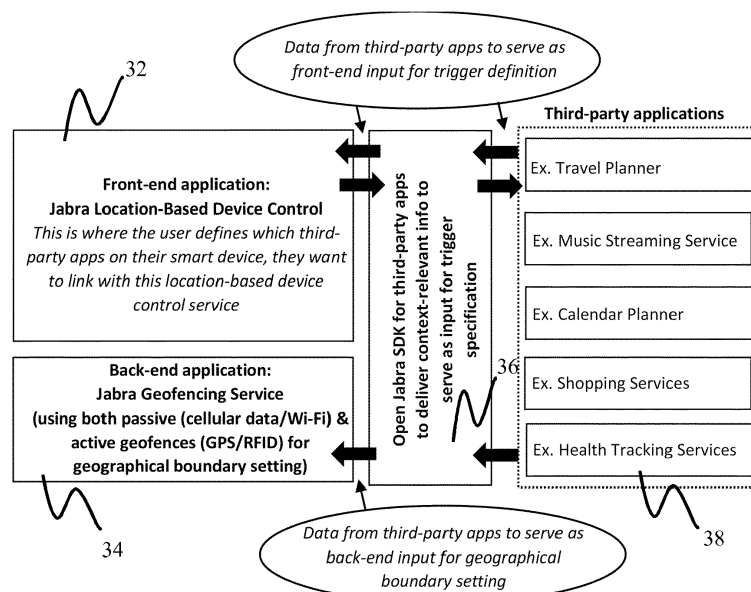 Data from third-party apps to serve as
front-end input for trigger definition
32
Third-party applications
Front-end application:
Jabra Location-Based Device Control
This is where the user defines which third-
party apps on their smart device, they want
to link with this location-based device
control service
Open Jabra SDK for third-party apps
to deliver context-relevant info to
serve as input for trigger
specification
36
Ex. Travel Planner
Ex. Music Streaming Service
Ex. Calendar Planner
Ex. Shopping Services
Ex. Health Tracking Services
Back-end application:
Jabra Geofencing Service
(using both passive (cellular data/Wi-Fi) &
active geofences (GPS/RFID) for
geographical boundary setting)
34
38
Data from third-party apps to serve as
back-end input for geographical
boundary setting